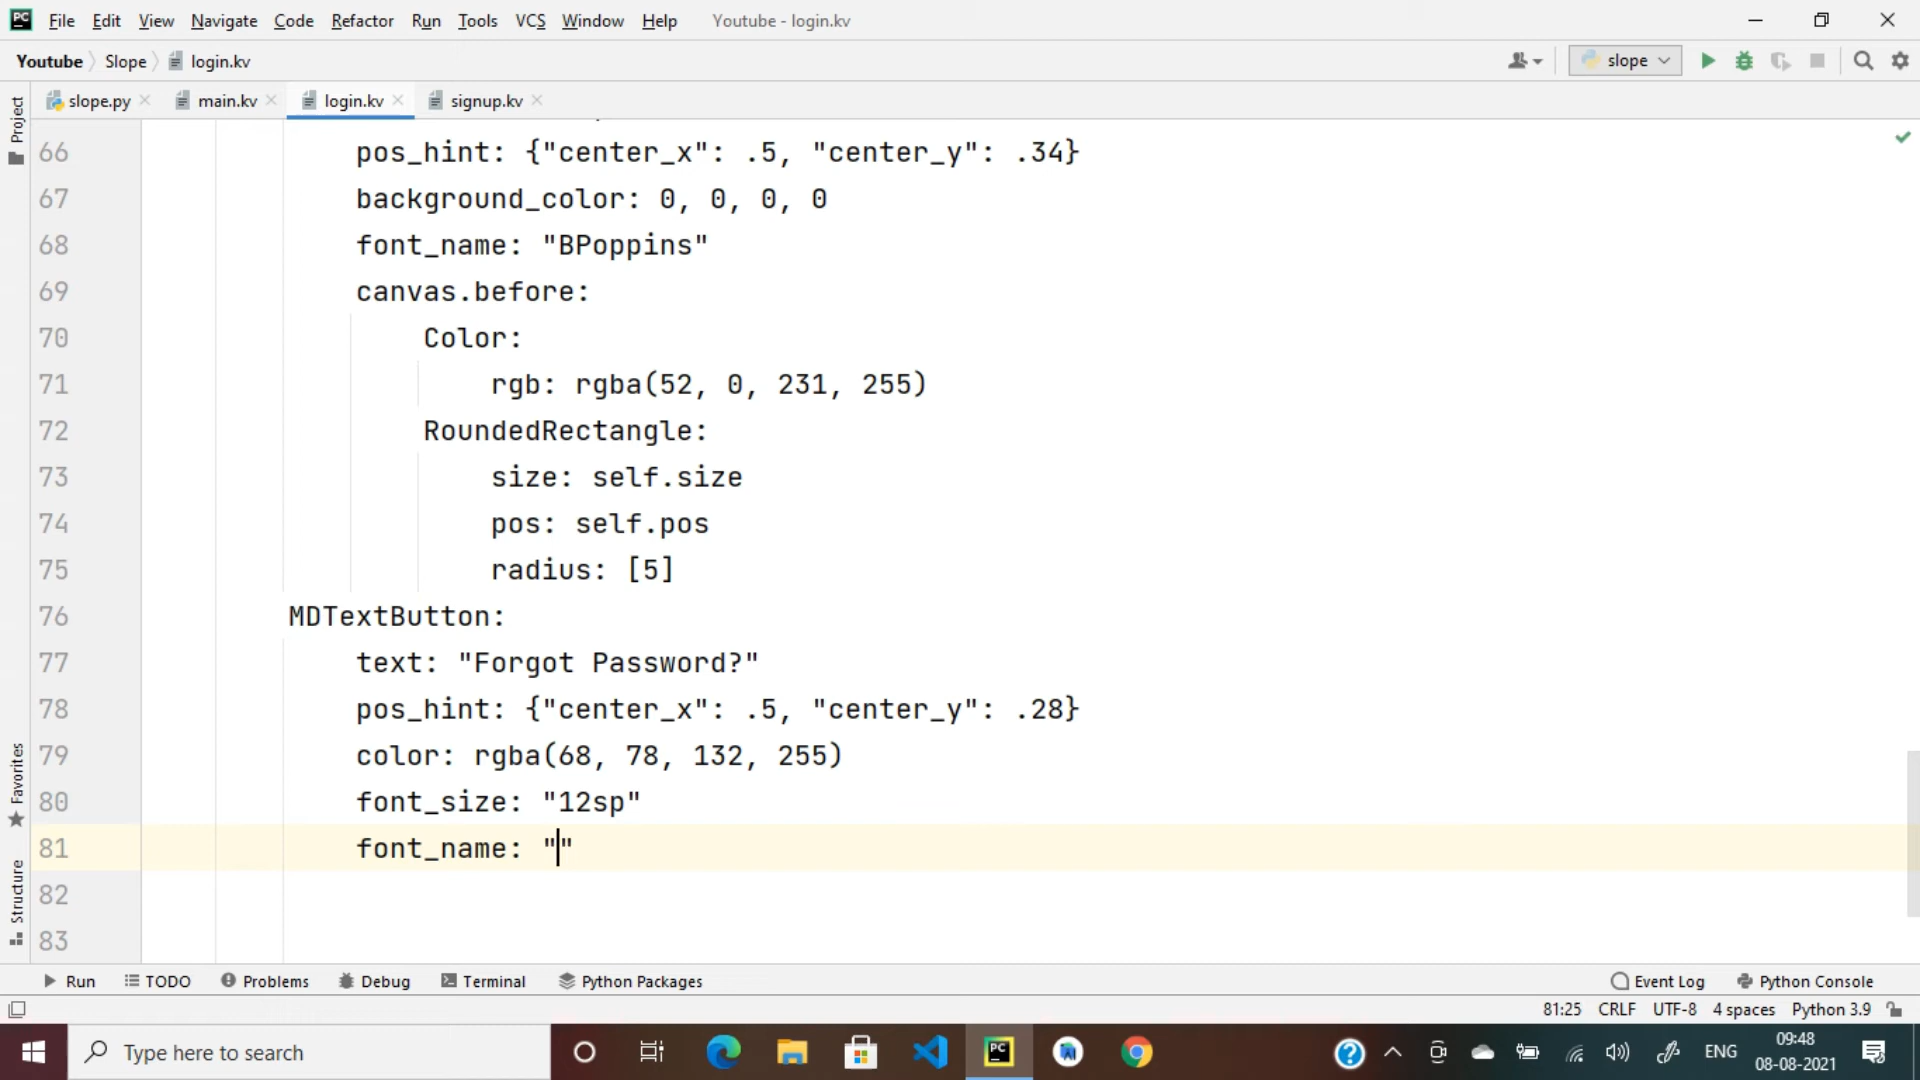 File Edit View Navigate Code Refactor Run Tools VCS Window Help Youtube - login.kv
Youtube Slope login.kv slope
slope.py main.kv login.kv signup.kv
Project
66 pos_hint: {"center_x": .5, "center_y": .34}
67 background_color: 0, 0, 0, 0
68 font_name: "BPoppins"
69 canvas.before:
70 Color:
71 rgb: rgba(52, 0, 231, 255)
72 RoundedRectangle:
73 size: self.size
74 pos: self.pos
75 radius: [5]
76 MDTextButton:
77 text: "Forgot Password?"
78 pos_hint: {"center_x": .5, "center_y": .28}
79 color: rgba(68, 78, 132, 255)
80 font_size: "12sp"
81 font_name: ""
82
83
Favorites
Structure
Run TODO Problems Debug Terminal Python Packages Event Log Python Console
81:25 CRLF UTF-8 4 spaces Python 3.9
Type here to search ENG 09:48
08-08-2021